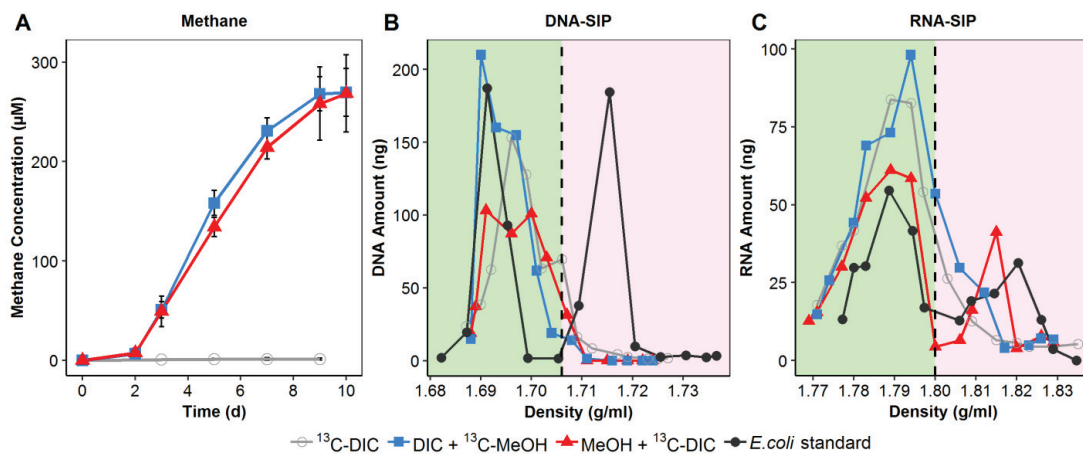 A Methane
Methane Concentration (µM)
300
200
100
0
0 2 4 6 8 10
Time (d)
B DNA-SIP
DNA Amount (ng)
200
150
100
50
0
1.68 1.69 1.70 1.71 1.72 1.73
Density (g/ml)
C RNA-SIP
RNA Amount (ng)
100
75
50
25
0
1.77 1.78 1.79 1.80 1.81 1.82 1.83
Density (g/ml)
¹³C-DIC DIC + ¹³C-MeOH MeOH + ¹³C-DIC E.coli standard